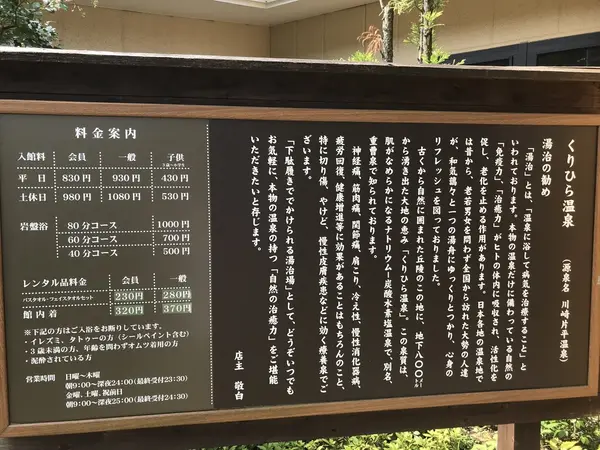 料金案内
入館料 会員 一般 子供
3歳〜小学生
平日 830円 930円 430円
土休日 980円 1080円 530円
岩盤浴 80分コース 1000円
60分コース 700円
40分コース 500円
レンタル品料金 会員 一般
バスタオル・フェイスタオルセット 230円 280円
館内着 320円 370円
※下記の方はご入浴をお断りしています。
・イレズミ、タトゥーの方(シールペイント含む)
・3歳未満の方、年齢を問わずオムツ着用の方
・泥酔されている方
営業時間 日曜〜木曜
朝9:00〜深夜24:00(最終受付23:30)
金曜、土曜、祝前日
朝9:00〜深夜25:00(最終受付24:30)
くりひら温泉 (源泉名 川崎片平温泉)
湯治の勧め
「湯治」とは、「温泉に浴して病気を治療すること」と
いわれております。本物の温泉だけに備わっている自然の
「免疫力」、「治癒力」がヒトの体内に吸収され、活性化を
促し、老化を止める作用があります。日本各地の温泉地で
は昔から、老若男女を問わず全国から訪れた大勢の人達
が、和気藹々と一つの湯舟にゆっくりとつかり、心身の
リフレッシュを図っておりました。
古くから自然に囲まれた丘陵のこの地に、地下一八〇〇㍍
から湧き出た大地の恵み「くりひら温泉」。この泉質は、
肌がなめらかになるナトリウム−炭酸水素塩温泉で、別名、
重曹泉で知られております。
神経痛、筋肉痛、関節痛、肩こり、冷え性、慢性消化器病、
疲労回復、健康増進等に効果があることはもちろんのこと、
特に切り傷、やけど、慢性皮膚疾患などに効く療養泉でご
ざいます。
「下駄履きででかけられる湯治場」として、どうぞいつでも
お気軽に、本物の温泉の持つ「自然の治癒力」をご堪能
いただきたいと存じます。
店主 敬白